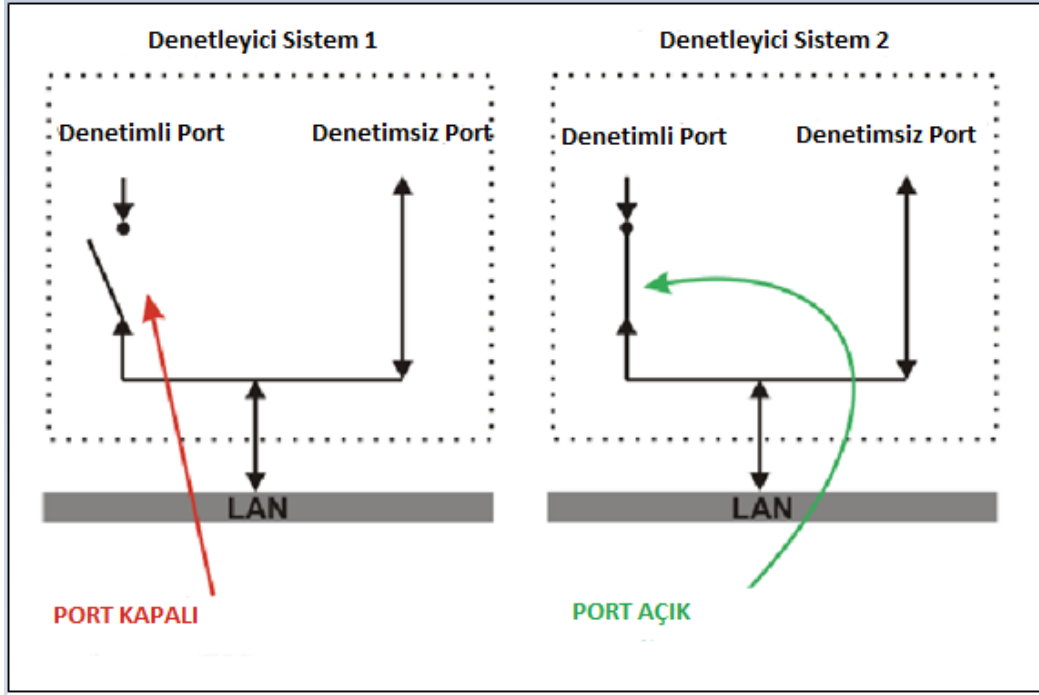 Denetleyici Sistem 1
Denetimli Port
Denetimsiz Port
LAN
PORT KAPALI
Denetleyici Sistem 2
Denetimli Port
Denetimsiz Port
LAN
PORT AÇIK